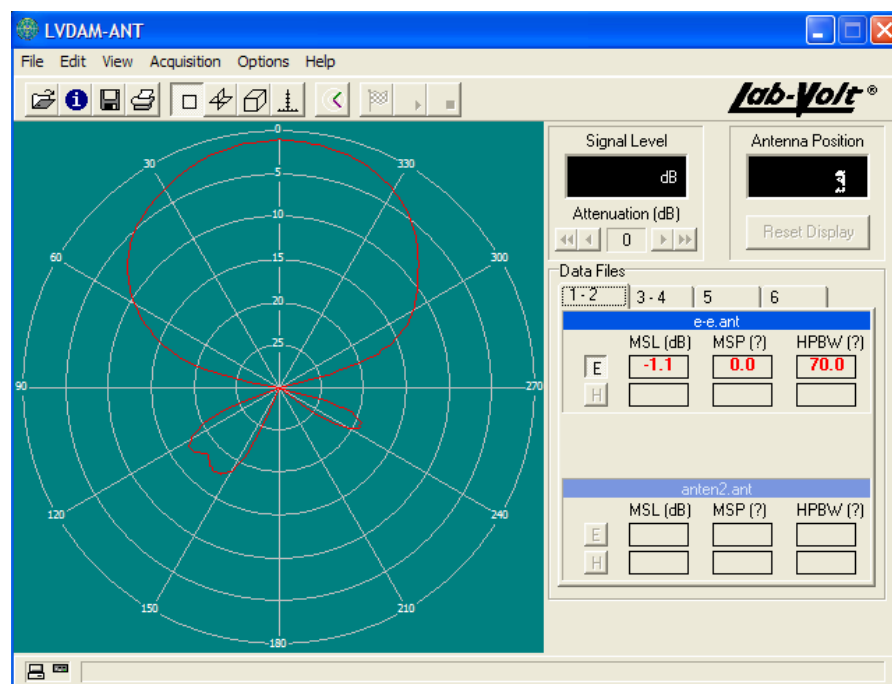 LVDAM-ANT
File Edit View Acquisition Options Help
Lab-Volt ®
Signal Level
dB
Attenuation (dB)
0
Antenna Position
Reset Display
Data Files
1 - 2 3 - 4 5 6
e-e.ant
MSL (dB) MSP (?) HPBW (?)
E -1.1 0.0 70.0
H
anten2.ant
MSL (dB) MSP (?) HPBW (?)
E
H
0
30 330
5
10
60 300
15
20
25
90 270
120 240
150 210
180